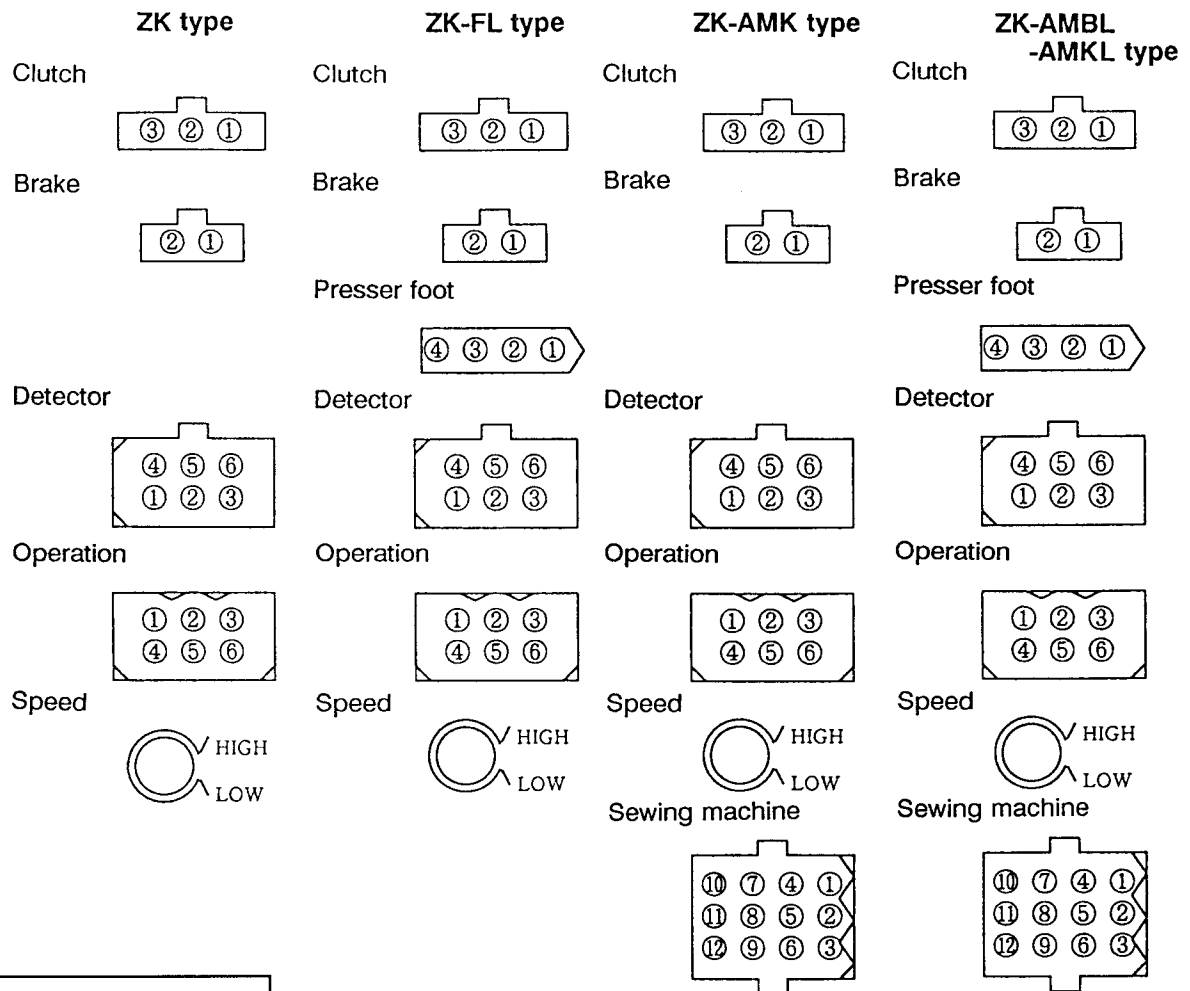 ZK type ZK-FL type ZK-AMK type ZK-AMBL
-AMKL type
Clutch Clutch Clutch Clutch
③ ② ① ③ ② ① ③ ② ① ③ ② ①
Brake Brake Brake Brake
② ① ② ① ② ① ② ①
Presser foot Presser foot
④ ③ ② ① ④ ③ ② ①
Detector Detector Detector Detector
④ ⑤ ⑥ ④ ⑤ ⑥ ④ ⑤ ⑥ ④ ⑤ ⑥
① ② ③ ① ② ③ ① ② ③ ① ② ③
Operation Operation Operation Operation
① ② ③ ① ② ③ ① ② ③ ① ② ③
④ ⑤ ⑥ ④ ⑤ ⑥ ④ ⑤ ⑥ ④ ⑤ ⑥
Speed Speed Speed Speed
HIGH HIGH HIGH HIGH
LOW LOW LOW LOW
Sewing machine Sewing machine
⑩ ⑦ ④ ① ⑩ ⑦ ④ ①
⑪ ⑧ ⑤ ② ⑪ ⑧ ⑤ ②
⑫ ⑨ ⑥ ③ ⑫ ⑨ ⑥ ③